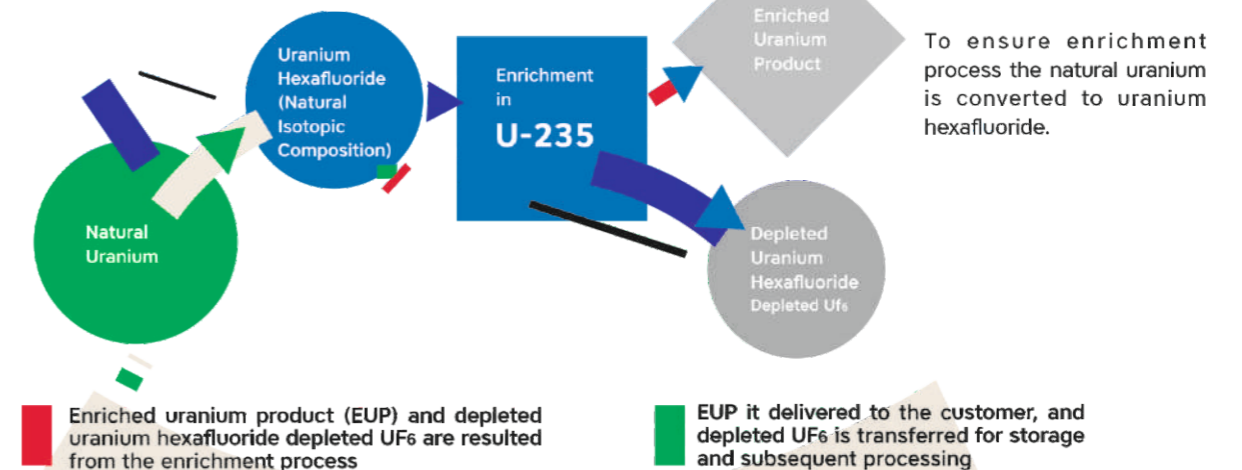 Enriched
Uranium
Product
To ensure enrichment
process the natural uranium
is converted to uranium
hexafluoride.
Uranium
Hexafluoride
(Natural
Isotopic
Composition)
Enrichment
in
U-235
Natural
Uranium
Depleted
Uranium
Hexafluoride
Depleted Uf₆
Enriched uranium product (EUP) and depleted
uranium hexafluoride depleted UF₆ are resulted
from the enrichment process
EUP it delivered to the customer, and
depleted UF₆ is transferred for storage
and subsequent processing